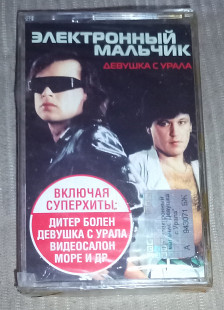 ЭЛЕКТРОННЫЙ
МАЛЬЧИК
ДЕВУШКА С УРАЛА
ВКЛЮЧАЯ
СУПЕРХИТЫ:
ДИТЕР БОЛЕН
ДЕВУШКА С УРАЛА
ВИДЕОСАЛОН
МОРЕ И ДР.